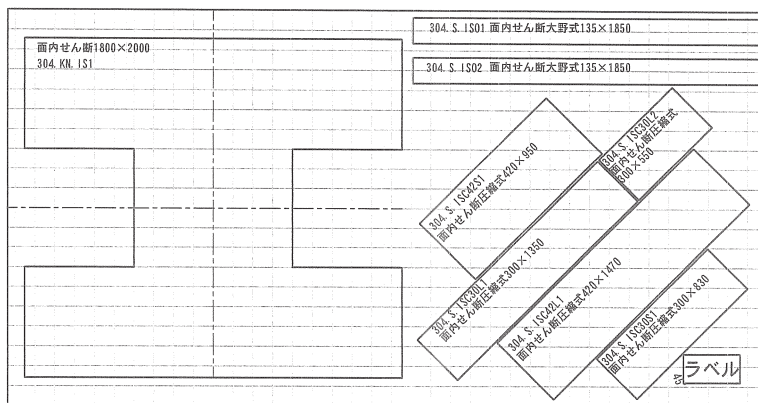 面内せん断1800×2000
304.KN.IS1
304.S.ISO1 面内せん断大野式135×1850
304.S.ISO2 面内せん断大野式135×1850
304.S.ISC42S1
面内せん断圧縮式420×950
304.S.ISC30L2
面内せん断圧縮式
300×550
304.S.ISC30L1
面内せん断圧縮式300×1350
304.S.ISC42L1
面内せん断圧縮式420×1470
304.S.ISC30S1
面内せん断圧縮式300×830
45
ラベル